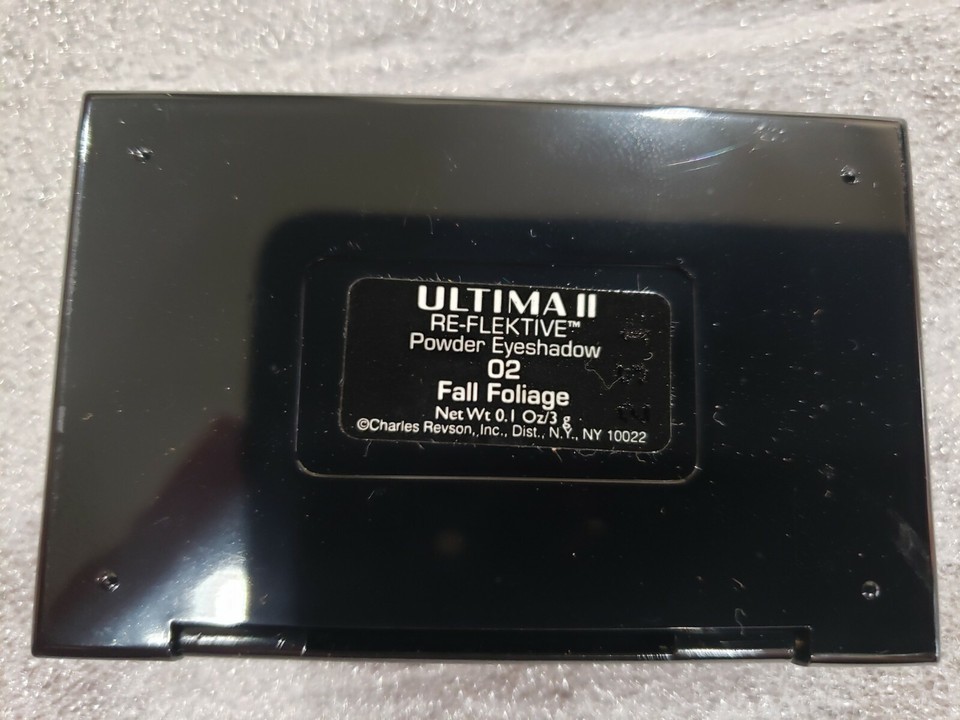 ULTIMA II
RE-FLEKTIVE™
Powder Eyeshadow
02
Fall Foliage
Net Wt 0.1 Oz/3 g
©Charles Revson, Inc., Dist., N.Y., NY 10022